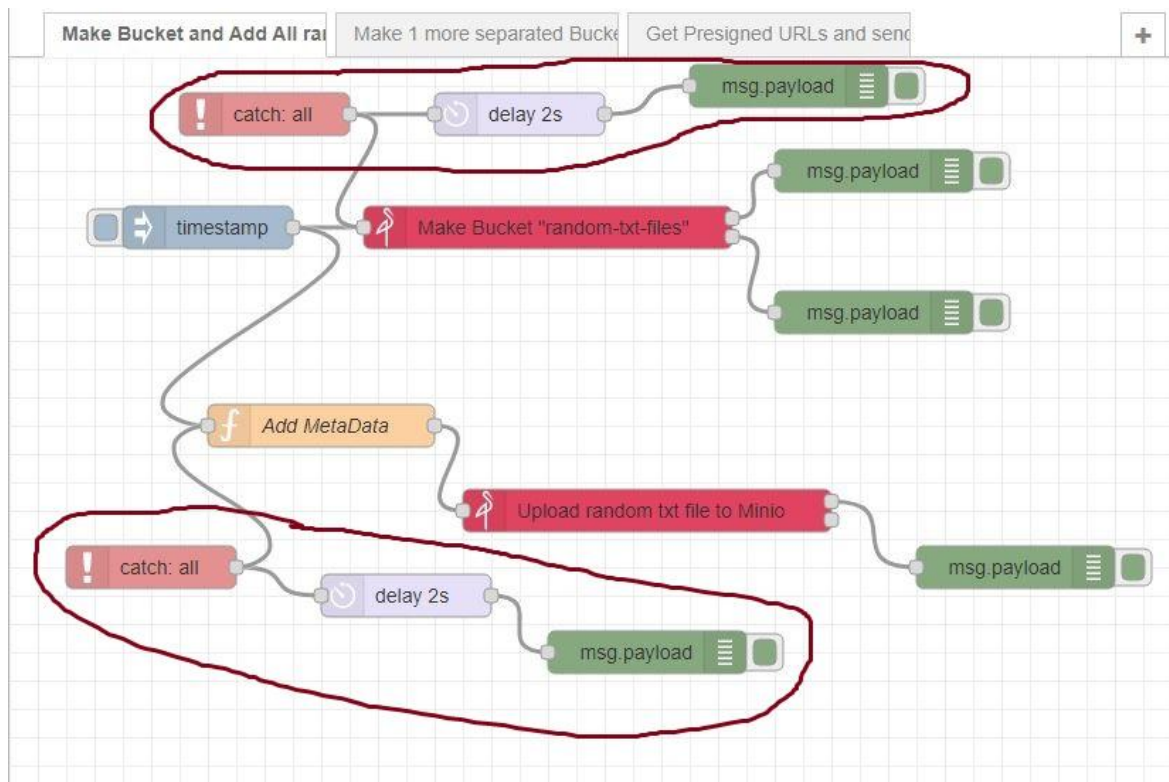 Make Bucket and Add All rai
Make 1 more separated Bucke
Get Presigned URLs and send
+
msg.payload
catch: all
delay 2s
msg.payload
timestamp
Make Bucket "random-txt-files"
msg.payload
Add MetaData
Upload random txt file to Minio
catch: all
msg.payload
delay 2s
msg.payload